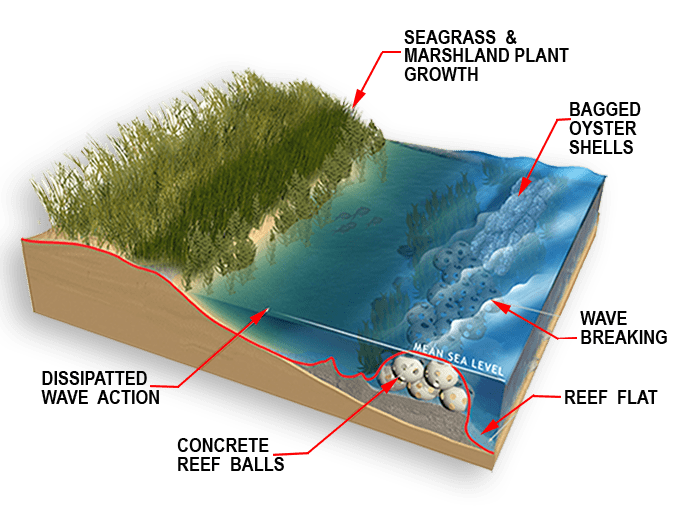 SEAGRASS &
MARSHLAND PLANT
GROWTH
BAGGED
OYSTER
SHELLS
WAVE
BREAKING
MEAN SEA LEVEL
DISSIPATTED
WAVE ACTION
REEF FLAT
CONCRETE
REEF BALLS